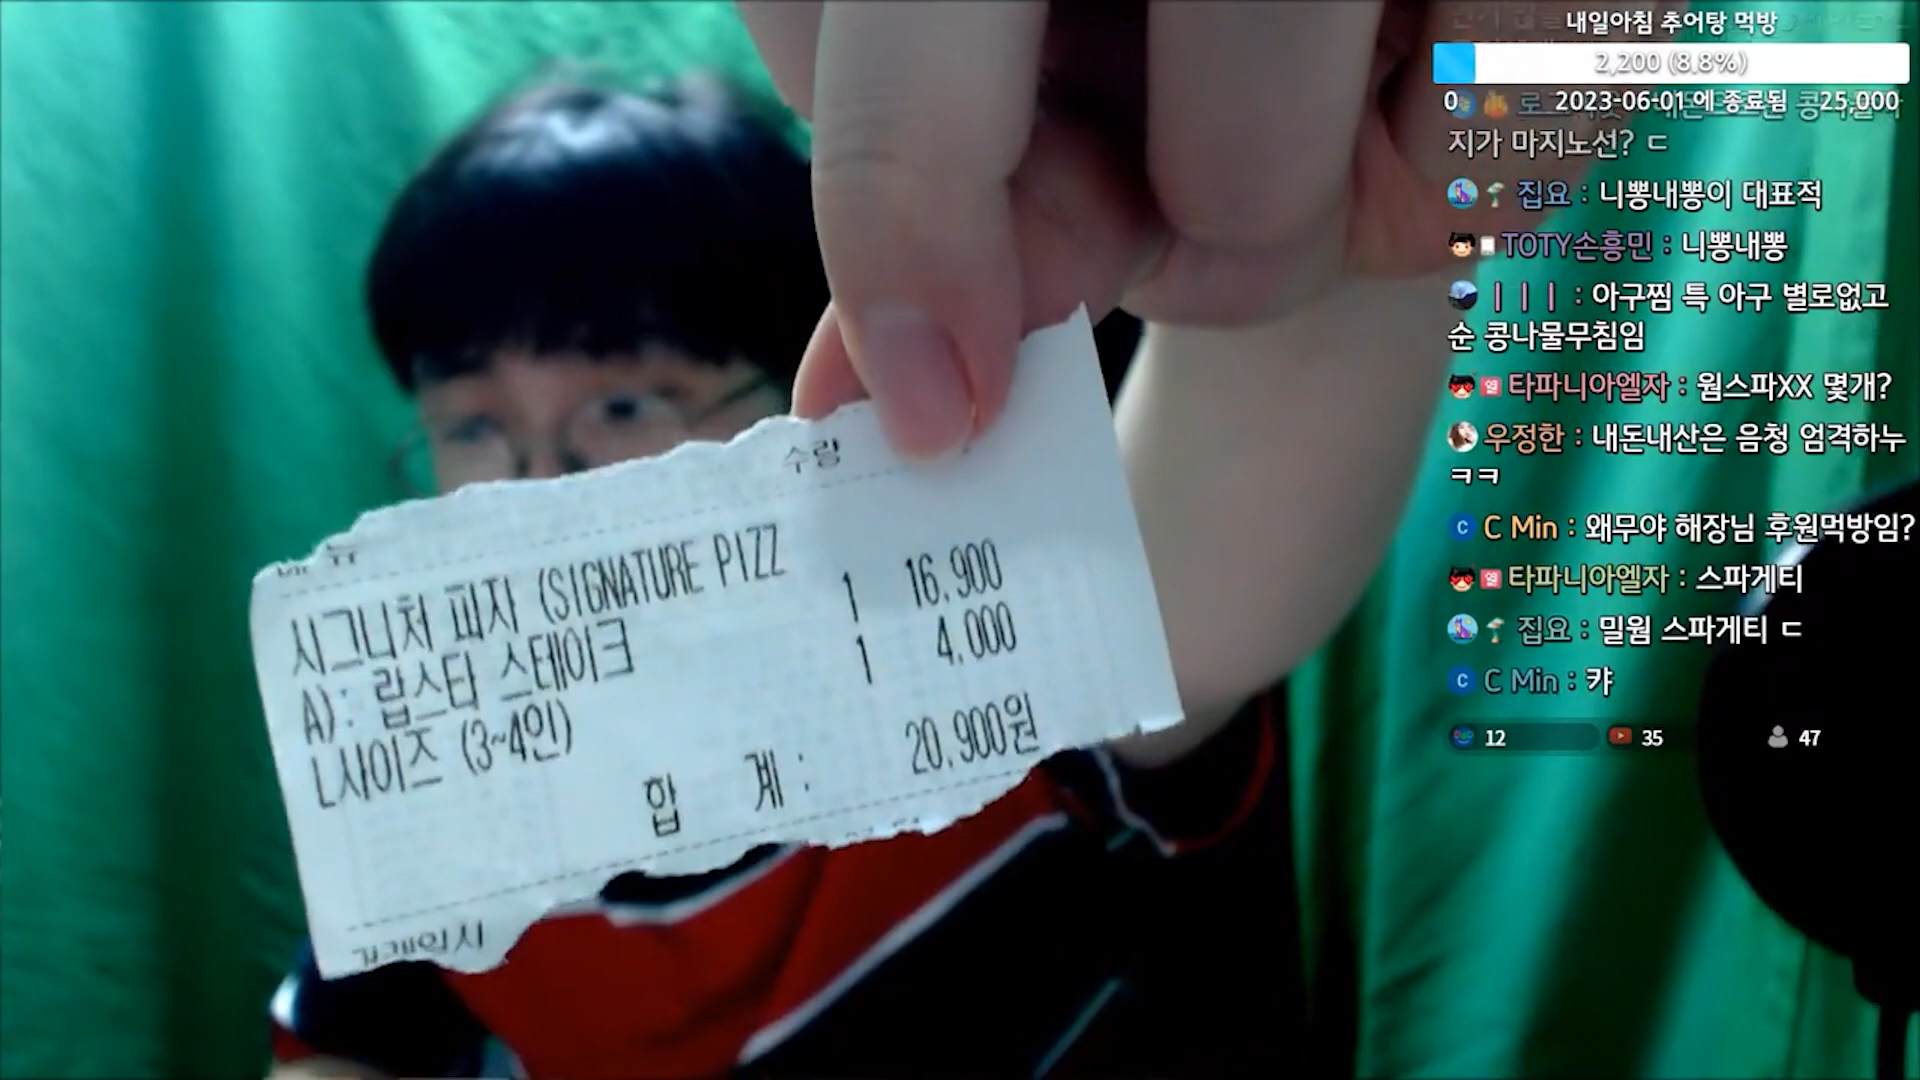 수량
시그니처 피자 (SIGNATURE PIZZ 1 16,900
A): 랍스타 스테이크 1 4,000
L사이즈 (3~4인)
합 계 : 20,900원
거래일시
내일아침 추어탕 먹방
2,200 (8.8%)
0 2023-06-01 에 종료됨 25,000
지가 마지노선? ㄷ
집요 : 니뽕내뽕이 대표적
TOTY손흥민 : 니뽕내뽕
ㅣㅣㅣ : 아구찜 특 아구 별로없고
순 콩나물무침임
타파니아엘자 : 웜스파XX 몇개?
우정한 : 내돈내산은 음청 엄격하누
ㅋㅋ
C Min : 왜무야 해장님 후원먹방임?
타파니아엘자 : 스파게티
집요 : 밀웜 스파게티 ㄷ
C Min : 캬
12 35 47